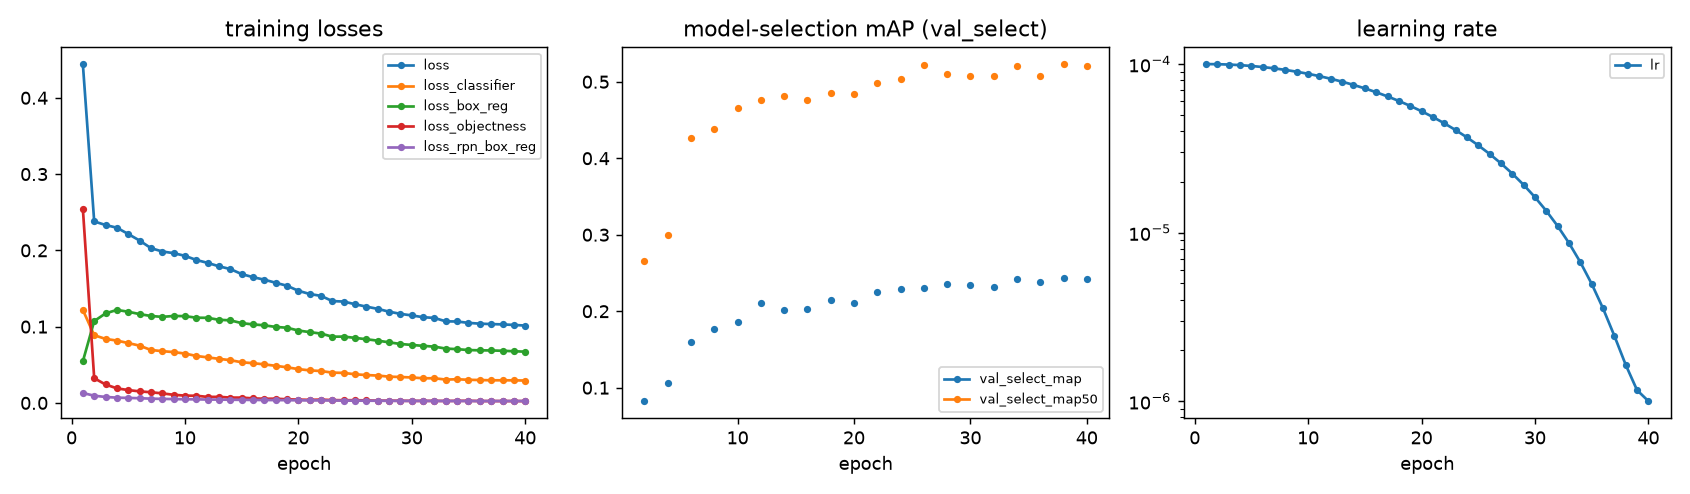 training losses
0.4
0.3
0.2
0.1
0.0
0
10
20
30
40
epoch
loss
loss_classifier
loss_box_reg
loss_objectness
loss_rpn_box_reg
model-selection mAP (val_select)
0.5
0.4
0.3
0.2
0.1
10
20
30
40
epoch
val_select_map
val_select_map50
learning rate
10⁻⁴
10⁻⁵
10⁻⁶
0
10
20
30
40
epoch
lr